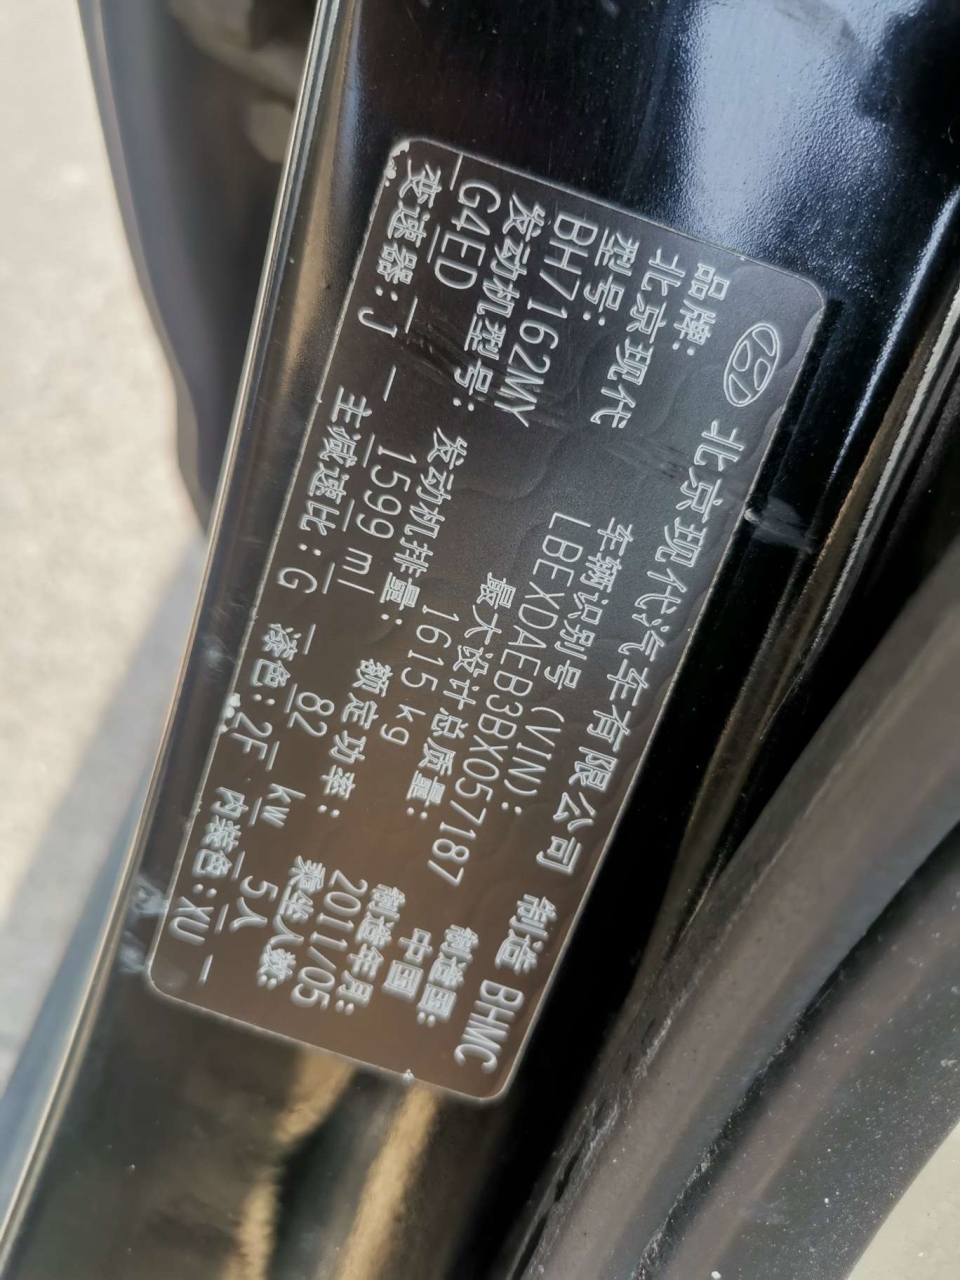 北京现代汽车有限公司 制造 BHMC
品牌: 车辆识别号 (VIN): 制造国:
北京现代 LBEXDAEB3BX057187 中国
型号: 最大设计总质量: 制造年月:
BH7162MY 1615 kg 2011/05
发动机型号: 发动机排量: 额定功率: 乘坐人数:
G4ED 1599 ml 82 kw 5人
变速器: J 主减速比: G 漆色: 2F 内装色: XU